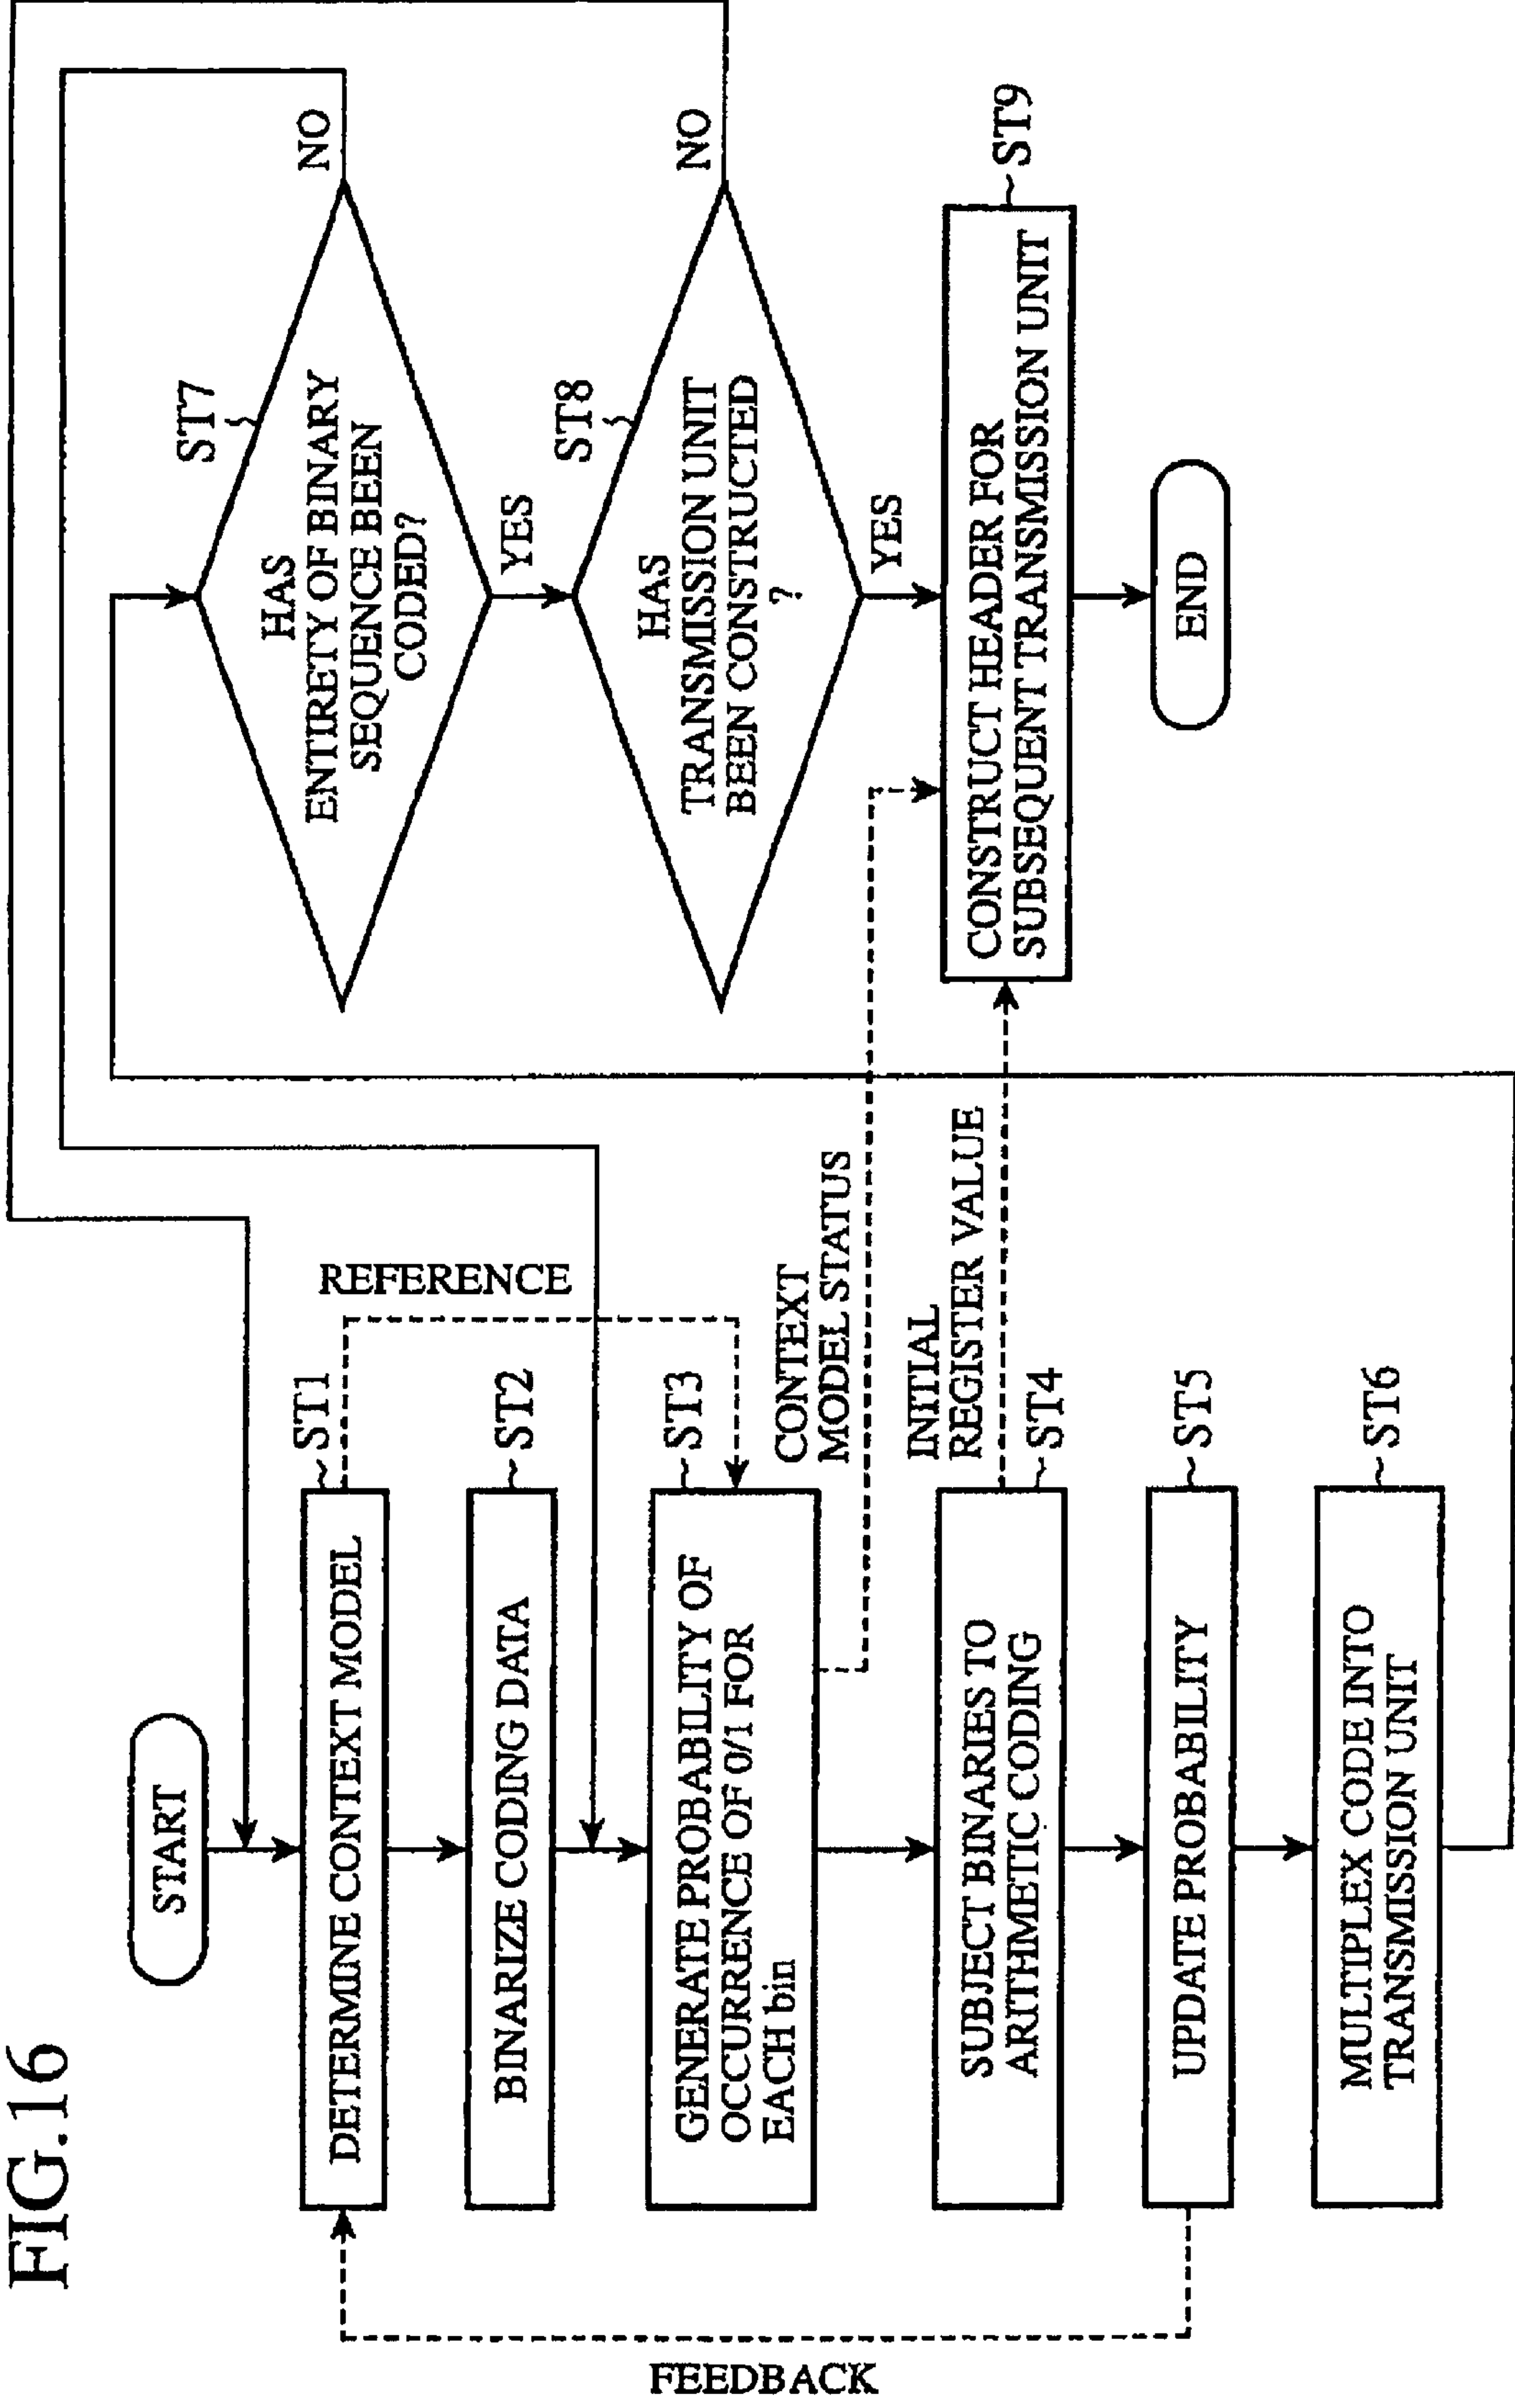 FIG.16
START
DETERMINE CONTEXT MODEL
ST1
REFERENCE
BINARIZE CODING DATA
ST2
GENERATE PROBABILITY OF
OCCURRENCE OF 0/1 FOR
EACH bin
ST3
CONTEXT
MODEL STATUS
SUBJECT BINARIES TO
ARITHMETIC CODING
ST4
INITIAL
REGISTER VALUE
UPDATE PROBABILITY
ST5
FEEDBACK
MULTIPLEX CODE INTO
TRANSMISSION UNIT
ST6
ST7
HAS
ENTIRETY OF BINARY
SEQUENCE BEEN
CODED?
NO
YES
ST8
HAS
TRANSMISSION UNIT
BEEN CONSTRUCTED
?
NO
YES
CONSTRUCT HEADER FOR
SUBSEQUENT TRANSMISSION UNIT
ST9
END